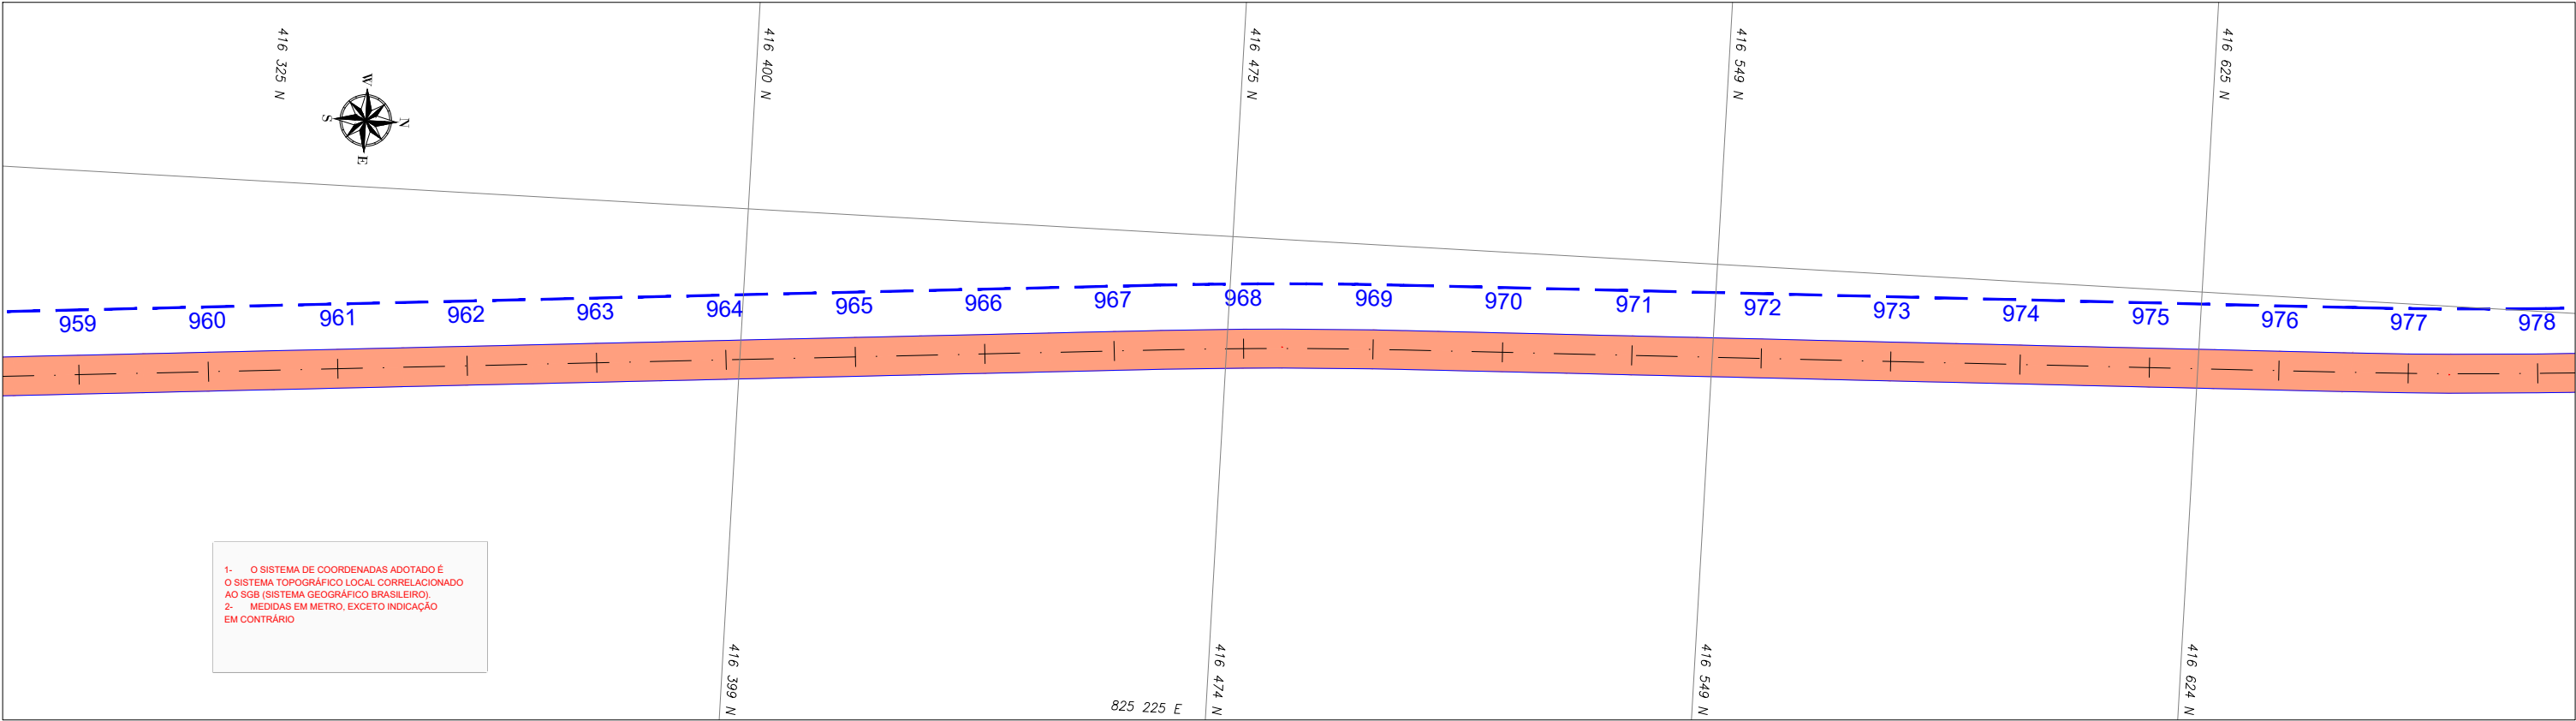 416 325 N
416 400 N
416 475 N
416 549 N
416 625 N
W
N
S
E
959 960 961 962 963 964 965 966 967 968 969 970 971 972 973 974 975 976 977 978
1- O SISTEMA DE COORDENADAS ADOTADO É
O SISTEMA TOPOGRÁFICO LOCAL CORRELACIONADO
AO SGB (SISTEMA GEOGRÁFICO BRASILEIRO).
2- MEDIDAS EM METRO, EXCETO INDICAÇÃO
EM CONTRÁRIO
416 399 N
825 225 E
416 474 N
416 549 N
416 624 N